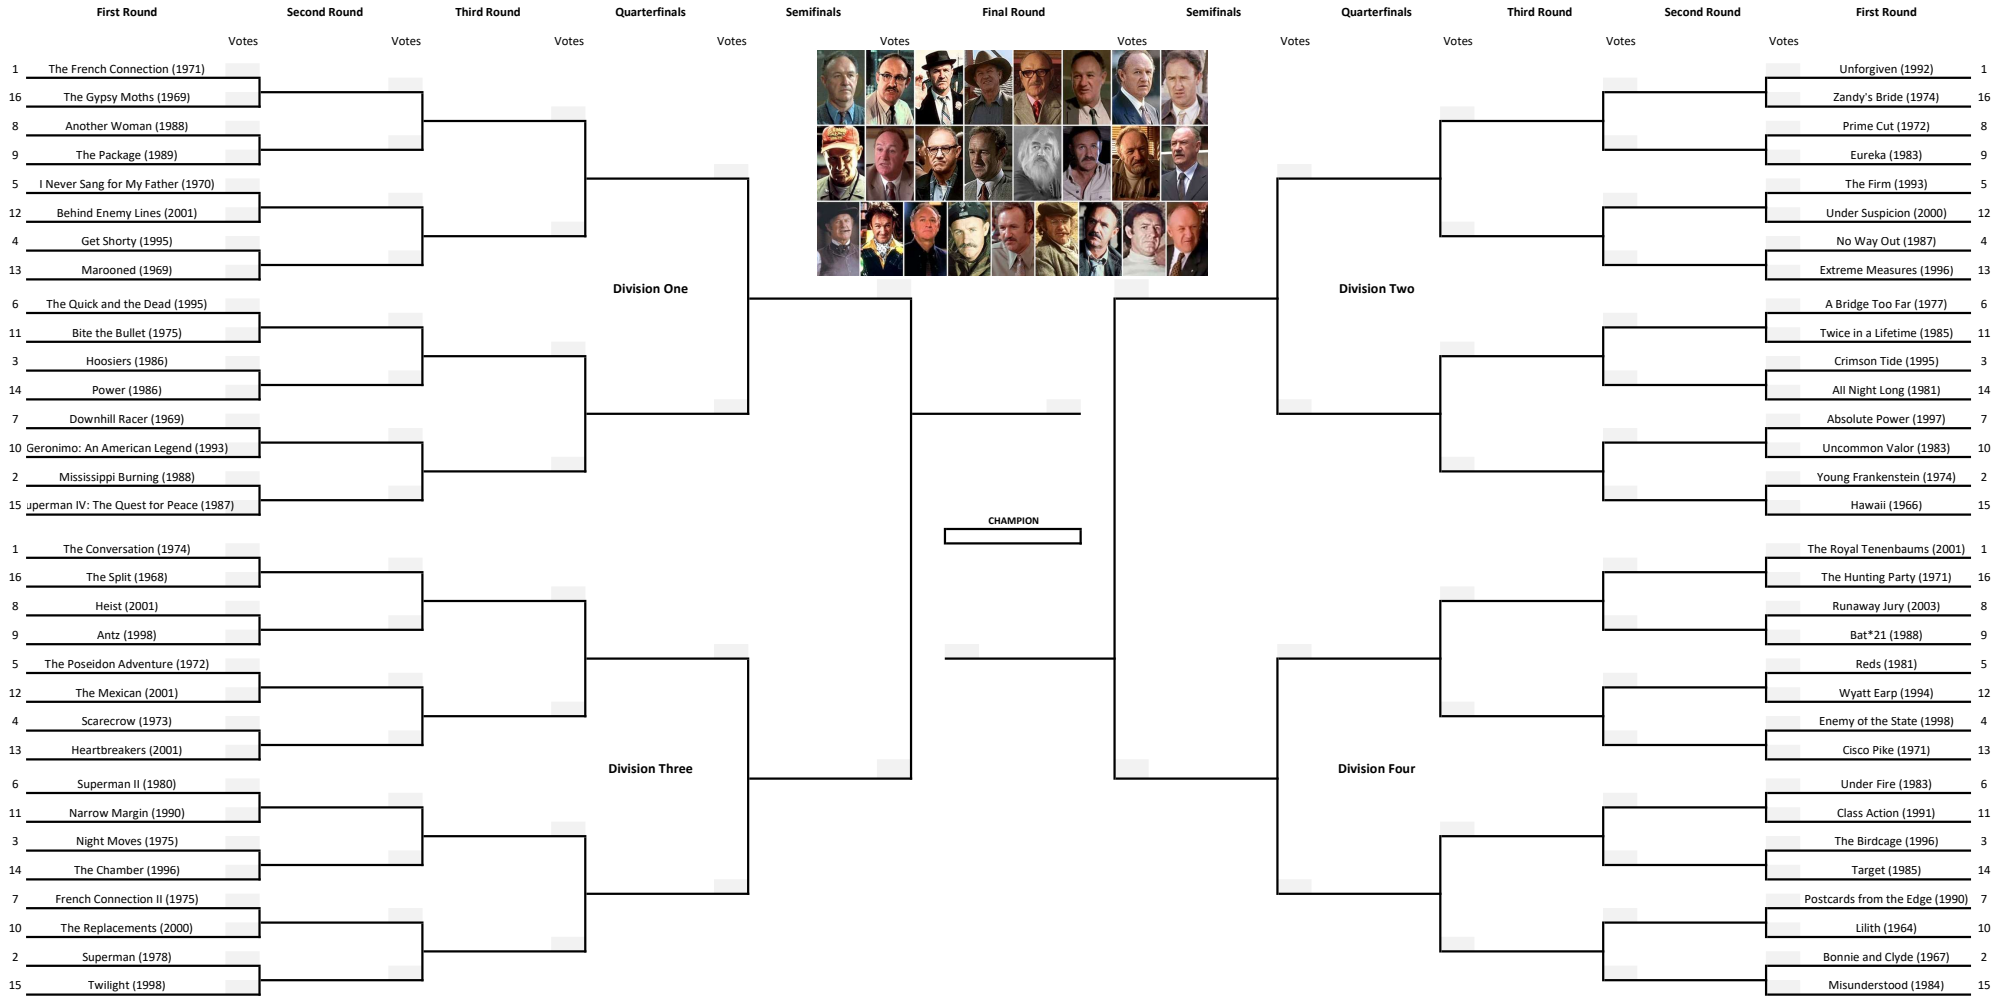 First Round Second Round Third Round Quarterfinals Semifinals Final Round Semifinals Quarterfinals Third Round Second Round First Round
Votes Votes Votes Votes Votes Votes Votes Votes Votes Votes
1 The French Connection (1971)
16 The Gypsy Moths (1969)
8 Another Woman (1988)
9 The Package (1989)
5 I Never Sang for My Father (1970)
12 Behind Enemy Lines (2001)
4 Get Shorty (1995)
13 Marooned (1969)
Division One
6 The Quick and the Dead (1995)
11 Bite the Bullet (1975)
3 Hoosiers (1986)
14 Power (1986)
7 Downhill Racer (1969)
10 Geronimo: An American Legend (1993)
2 Mississippi Burning (1988)
15 uperman IV: The Quest for Peace (1987)
1 The Conversation (1974)
16 The Split (1968)
8 Heist (2001)
9 Antz (1998)
5 The Poseidon Adventure (1972)
12 The Mexican (2001)
4 Scarecrow (1973)
13 Heartbreakers (2001)
Division Three
6 Superman II (1980)
11 Narrow Margin (1990)
3 Night Moves (1975)
14 The Chamber (1996)
7 French Connection II (1975)
10 The Replacements (2000)
2 Superman (1978)
15 Twilight (1998)
CHAMPION
Unforgiven (1992) 1
Zandy's Bride (1974) 16
Prime Cut (1972) 8
Eureka (1983) 9
The Firm (1993) 5
Under Suspicion (2000) 12
No Way Out (1987) 4
Extreme Measures (1996) 13
Division Two
A Bridge Too Far (1977) 6
Twice in a Lifetime (1985) 11
Crimson Tide (1995) 3
All Night Long (1981) 14
Absolute Power (1997) 7
Uncommon Valor (1983) 10
Young Frankenstein (1974) 2
Hawaii (1966) 15
The Royal Tenenbaums (2001) 1
The Hunting Party (1971) 16
Runaway Jury (2003) 8
Bat*21 (1988) 9
Reds (1981) 5
Wyatt Earp (1994) 12
Enemy of the State (1998) 4
Cisco Pike (1971) 13
Division Four
Under Fire (1983) 6
Class Action (1991) 11
The Birdcage (1996) 3
Target (1985) 14
Postcards from the Edge (1990) 7
Lilith (1964) 10
Bonnie and Clyde (1967) 2
Misunderstood (1984) 15